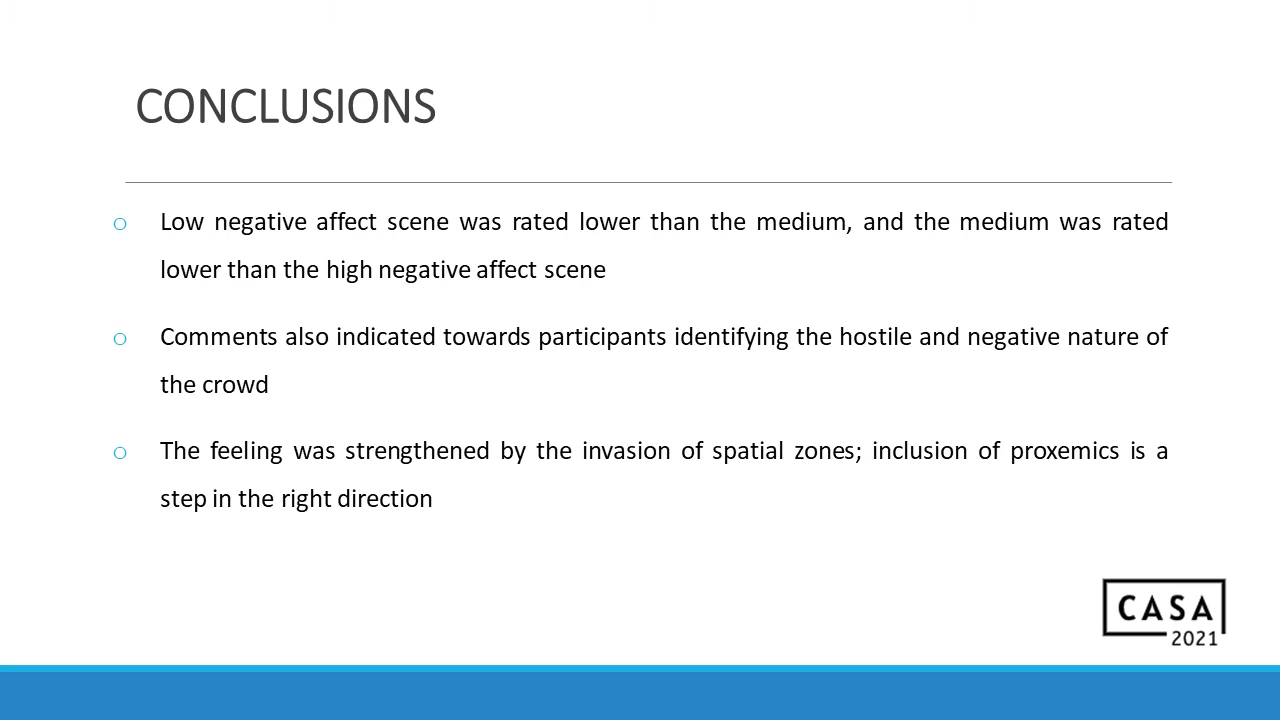 CONCLUSIONS
o Low negative affect scene was rated lower than the medium, and the medium was rated
lower than the high negative affect scene
o Comments also indicated towards participants identifying the hostile and negative nature of
the crowd
o The feeling was strengthened by the invasion of spatial zones; inclusion of proxemics is a
step in the right direction
CASA
2021